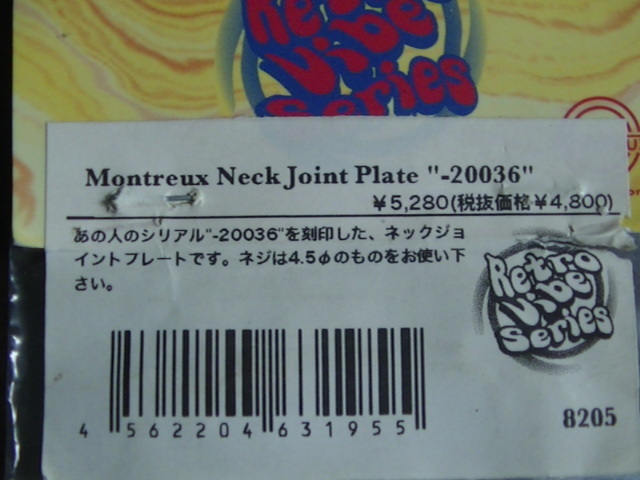 Retro
Vibe
Series
Montreux Neck Joint Plate "-20036"
¥5,280(税抜価格¥4,800)
あの人のシリアル"-20036"を刻印した、ネックジョ
イントプレートです。ネジは4.5φのものをお使い下
さい。
Retro
Vibe
Series
4 562204 631955
8205